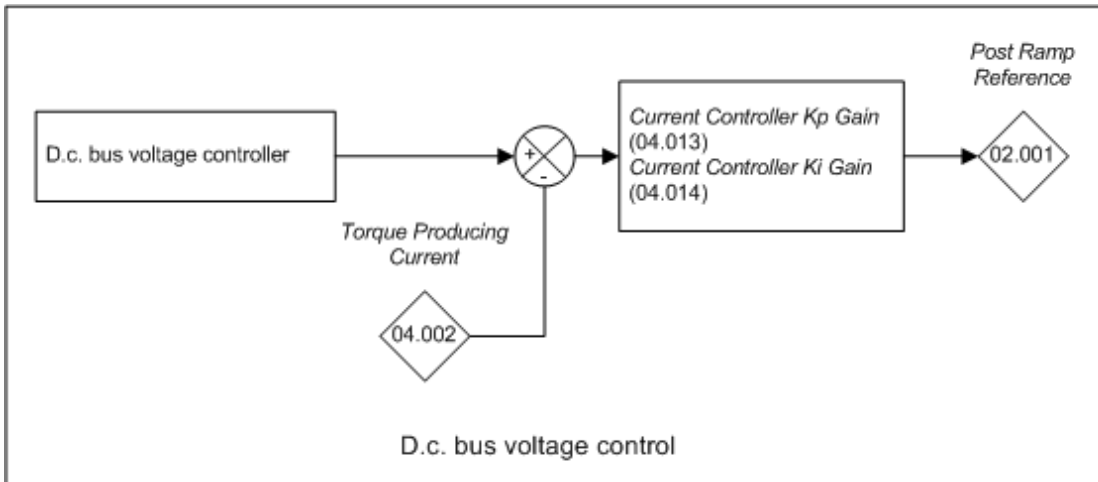 Post Ramp
Reference
D.c. bus voltage controller
+
-
Current Controller Kp Gain
(04.013)
Current Controller Ki Gain
(04.014)
02.001
Torque Producing
Current
04.002
D.c. bus voltage control